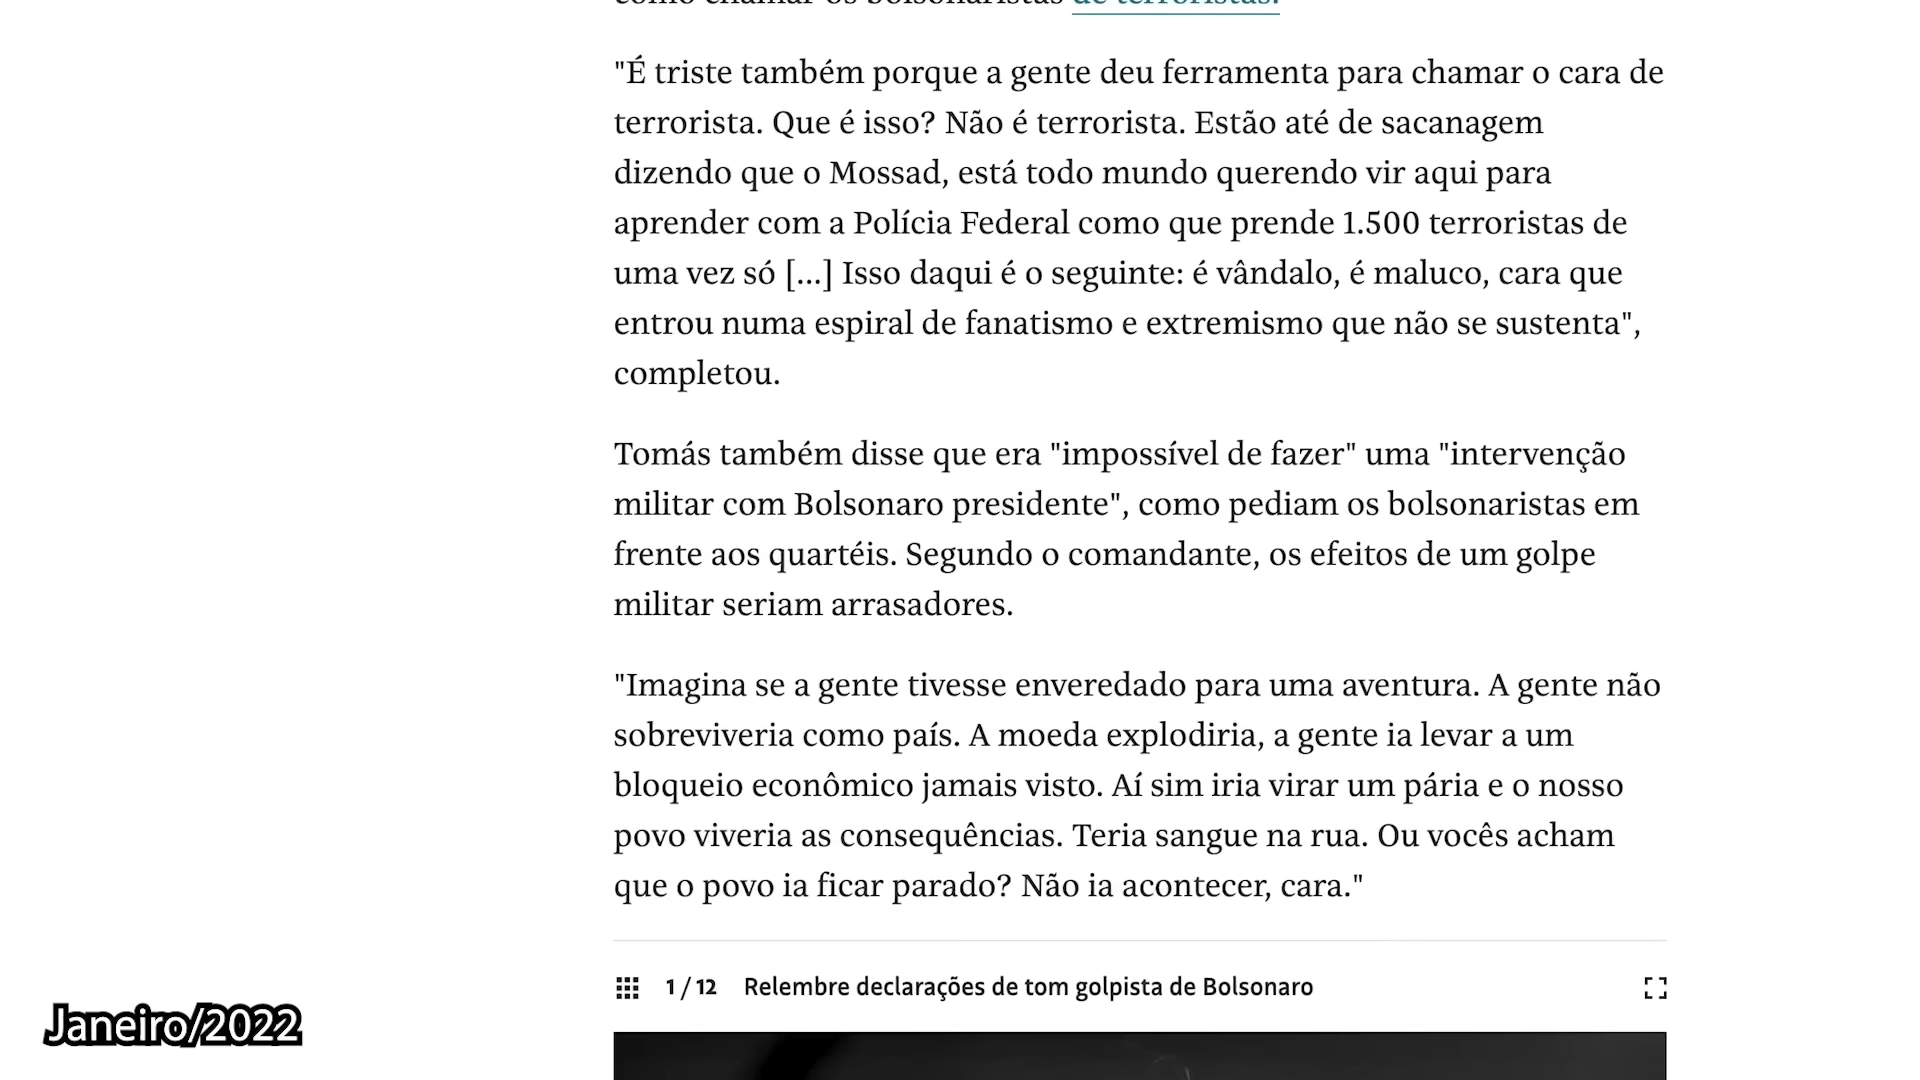 como chamar os bolsonaristas de terroristas.
"É triste também porque a gente deu ferramenta para chamar o cara de
terrorista. Que é isso? Não é terrorista. Estão até de sacanagem
dizendo que o Mossad, está todo mundo querendo vir aqui para
aprender com a Polícia Federal como que prende 1.500 terroristas de
uma vez só [...] Isso daqui é o seguinte: é vândalo, é maluco, cara que
entrou numa espiral de fanatismo e extremismo que não se sustenta",
completou.
Tomás também disse que era "impossível de fazer" uma "intervenção
militar com Bolsonaro presidente", como pediam os bolsonaristas em
frente aos quartéis. Segundo o comandante, os efeitos de um golpe
militar seriam arrasadores.
"Imagina se a gente tivesse enveredado para uma aventura. A gente não
sobreviveria como país. A moeda explodiria, a gente ia levar a um
bloqueio econômico jamais visto. Aí sim iria virar um pária e o nosso
povo viveria as consequências. Teria sangue na rua. Ou vocês acham
que o povo ia ficar parado? Não ia acontecer, cara."
1 / 12 Relembre declarações de tom golpista de Bolsonaro
Janeiro/2022